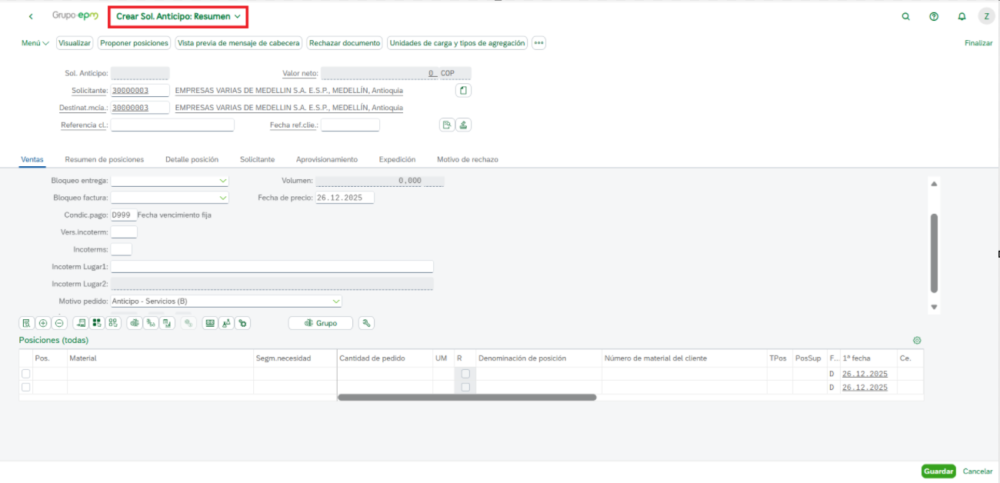 Grupo·epm Crear Sol. Anticipo: Resumen Z
Menú Visualizar Proponer posiciones Vista previa de mensaje de cabecera Rechazar documento Unidades de carga y tipos de agregación Finalizar
Sol. Anticipo: Valor neto: 0 COP
Solicitante: 30000003 EMPRESAS VARIAS DE MEDELLIN S.A. E.S.P., MEDELLÍN, Antioquia
Destinat.mcía.: 30000003 EMPRESAS VARIAS DE MEDELLIN S.A. E.S.P., MEDELLÍN, Antioquia
Referencia cl.: Fecha ref.clie.:
Ventas Resumen de posiciones Detalle posición Solicitante Aprovisionamiento Expedición Motivo de rechazo
Bloqueo entrega: Volumen: 0,000
Bloqueo factura: Fecha de precio: 26.12.2025
Condic.pago: D999 Fecha vencimiento fija
Vers.incoterm:
Incoterms:
Incoterm Lugar1:
Incoterm Lugar2:
Motivo pedido: Anticipo - Servicios (B)
Grupo
Posiciones (todas)
Pos. Material Segm.necesidad Cantidad de pedido UM R Denominación de posición Número de material del cliente TPos PosSup F... 1ª fecha Ce.
D 26.12.2025
D 26.12.2025
Guardar Cancelar